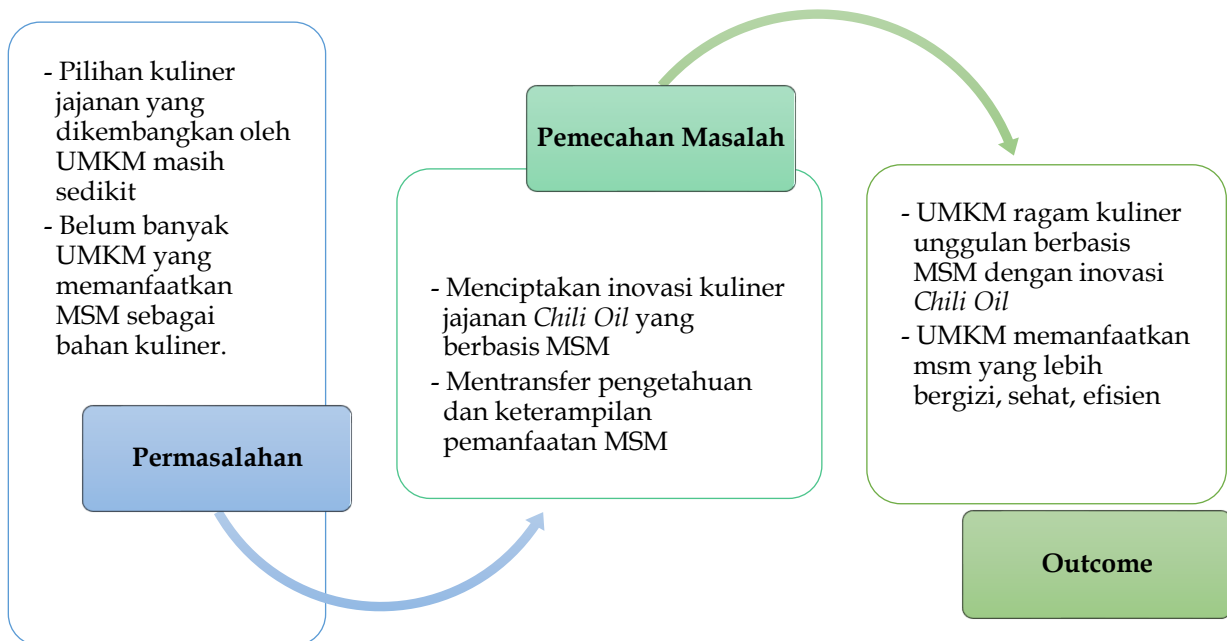 - Pilihan kuliner
jajanan yang
dikembangkan oleh
UMKM masih
sedikit
- Belum banyak
UMKM yang
memanfaatkan
MSM sebagai
bahan kuliner.
Permasalahan
Pemecahan Masalah
- Menciptakan inovasi kuliner
jajanan Chili Oil yang
berbasis MSM
- Mentransfer pengetahuan
dan keterampilan
pemanfaatan MSM
- UMKM ragam kuliner
unggulan berbasis
MSM dengan inovasi
Chili Oil
- UMKM memanfaatkan
msm yang lebih
bergizi, sehat, efisien
Outcome